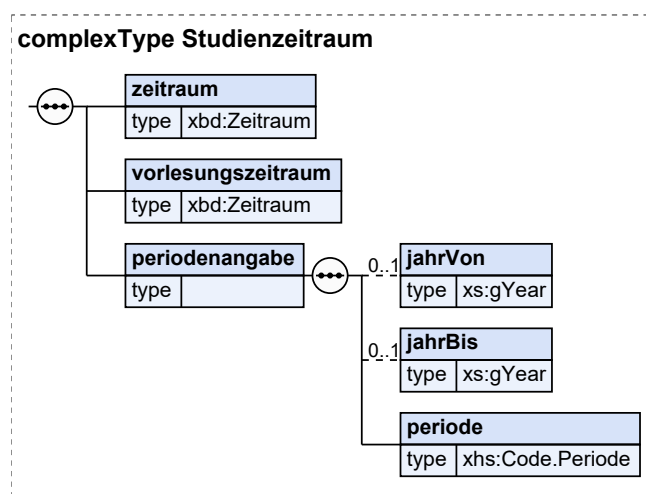 complexType Studienzeitraum
zeitraum
type xbd:Zeitraum
vorlesungszeitraum
type xbd:Zeitraum
periodenangabe
type
0..1 jahrVon
type xs:gYear
0..1 jahrBis
type xs:gYear
periode
type xhs:Code.Periode